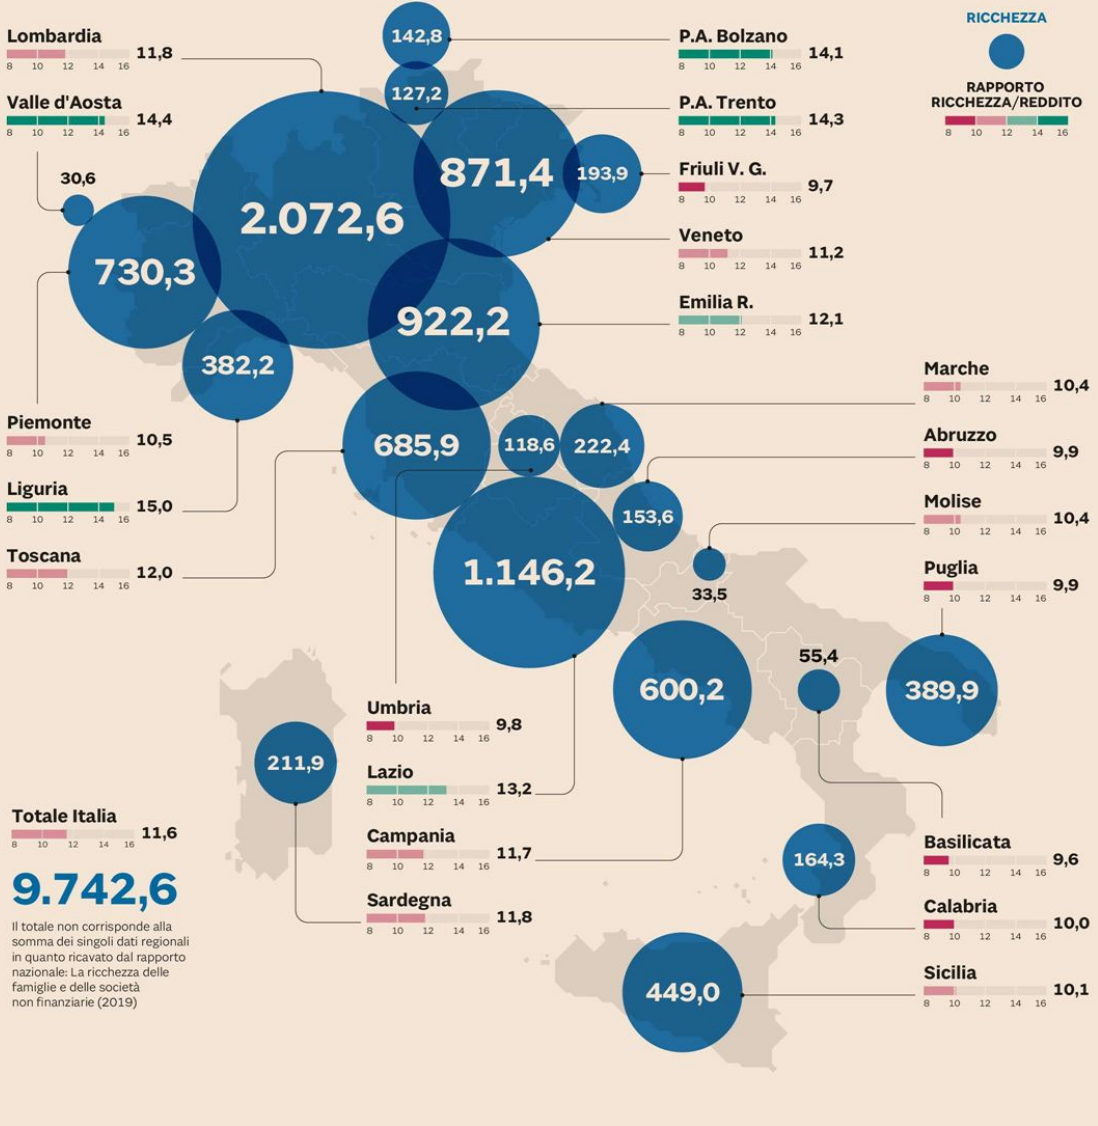 RICCHEZZA
RAPPORTO
RICCHEZZA/REDDITO
8 10 12 14 16
Lombardia
11,8
8 10 12 14 16
Valle d'Aosta
14,4
8 10 12 14 16
30,6
142,8
127,2
P.A. Bolzano
14,1
8 10 12 14 16
P.A. Trento
14,3
8 10 12 14 16
871,4
193,9
Friuli V. G.
9,7
8 10 12 14 16
2.072,6
Veneto
11,2
8 10 12 14 16
730,3
922,2
Emilia R.
12,1
8 10 12 14 16
382,2
Piemonte
10,5
8 10 12 14 16
Liguria
15,0
8 10 12 14 16
Toscana
12,0
8 10 12 14 16
685,9
118,6
222,4
153,6
1.146,2
33,5
Marche
10,4
8 10 12 14 16
Abruzzo
9,9
8 10 12 14 16
Molise
10,4
8 10 12 14 16
Puglia
9,9
8 10 12 14 16
600,2
55,4
389,9
211,9
Umbria
9,8
8 10 12 14 16
Lazio
13,2
8 10 12 14 16
Campania
11,7
8 10 12 14 16
Sardegna
11,8
8 10 12 14 16
164,3
449,0
Basilicata
9,6
8 10 12 14 16
Calabria
10,0
8 10 12 14 16
Sicilia
10,1
8 10 12 14 16
Totale Italia
11,6
8 10 12 14 16
9.742,6
Il totale non corrisponde alla
somma dei singoli dati regionali
in quanto ricavato dal rapporto
nazionale: La ricchezza delle
famiglie e delle società
non finanziarie (2019)